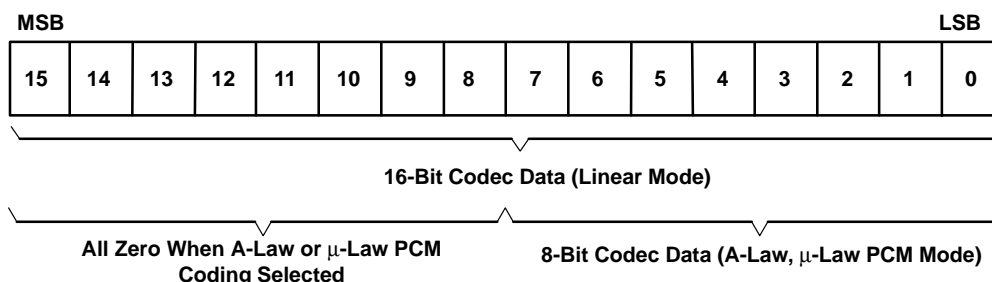 MSB LSB
15 14 13 12 11 10 9 8 7 6 5 4 3 2 1 0
16-Bit Codec Data (Linear Mode)
All Zero When A-Law or μ-Law PCM
Coding Selected
8-Bit Codec Data (A-Law, μ-Law PCM Mode)